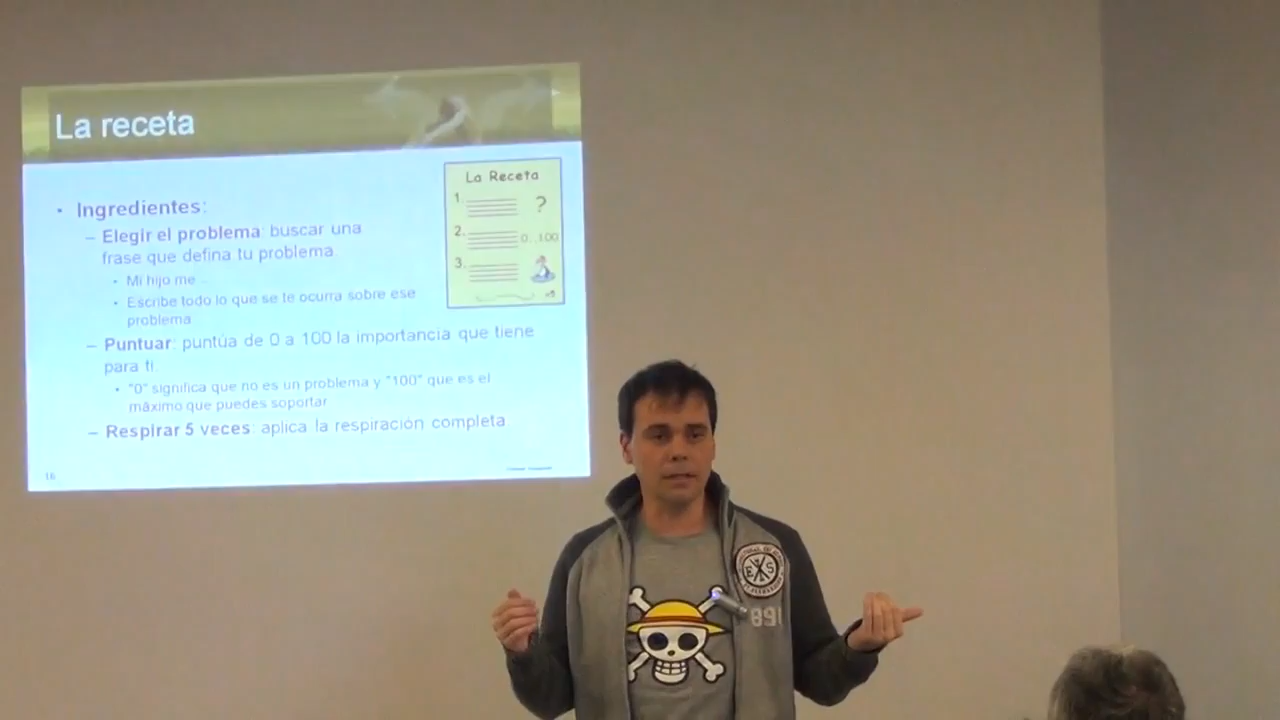 La receta
• Ingredientes:
– Elegir el problema: buscar una
frase que defina tu problema.
• Mi hijo me ...
• Escribe todo lo que se te ocurra sobre ese
problema
– Puntuar: puntúa de 0 a 100 la importancia que tiene
para ti.
• "0" significa que no es un problema y "100" que es el
máximo que puedes soportar
– Respirar 5 veces: aplica la respiración completa
16
La Receta
1. ?
2. 0..100
3.
x5
E X S
891